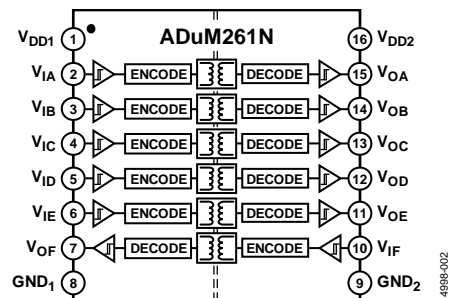 ADuM261N
V_DD1 1 16 V_DD2
V_IA 2 ENCODE DECODE 15 V_OA
V_IB 3 ENCODE DECODE 14 V_OB
V_IC 4 ENCODE DECODE 13 V_OC
V_ID 5 ENCODE DECODE 12 V_OD
V_IE 6 ENCODE DECODE 11 V_OE
V_OF 7 DECODE ENCODE 10 V_IF
GND_1 8 9 GND_2
4998-002